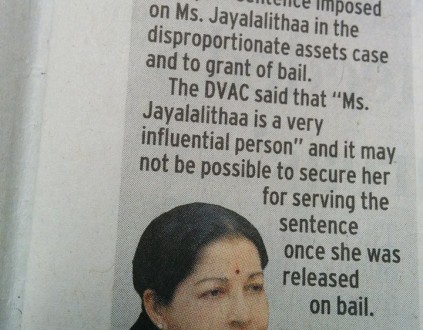 sentence imposed
on Ms. Jayalalithaa in the
disproportionate assets case
and to grant of bail.
The DVAC said that “Ms.
Jayalalithaa is a very
influential person” and it may
not be possible to secure her
for serving the
sentence
once she was
released
on bail.